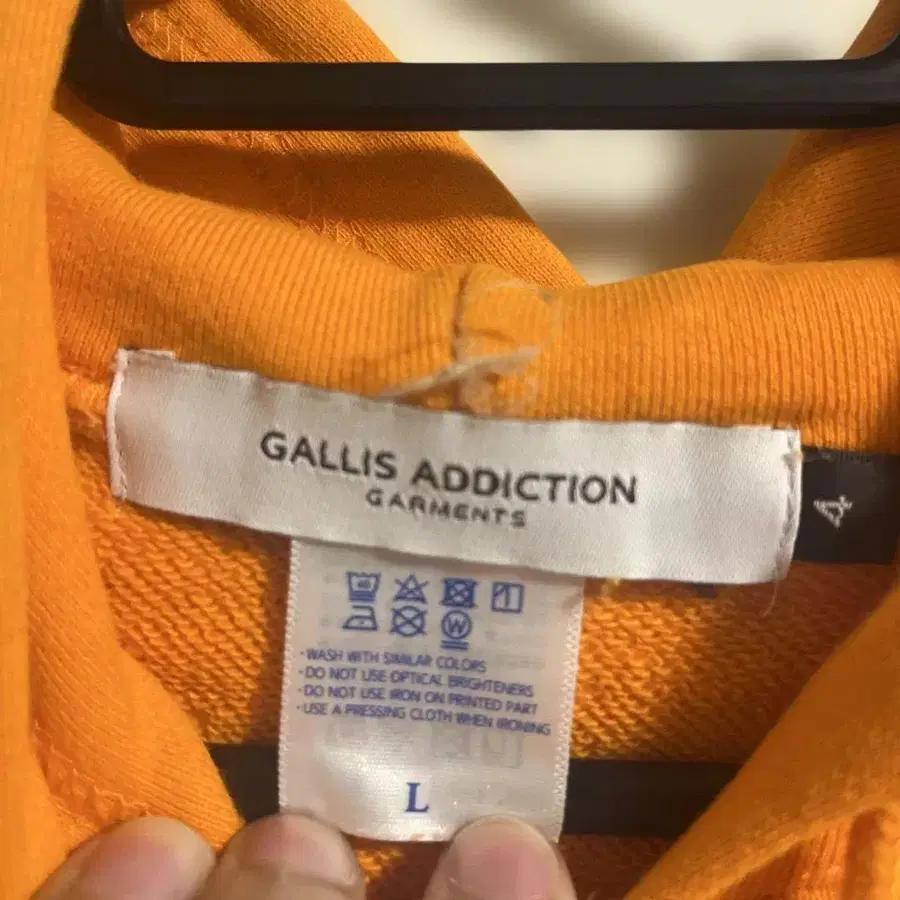 GALLIS ADDICTION
GARMENTS
4
40
W
• WASH WITH SIMILAR COLORS
• DO NOT USE OPTICAL BRIGHTENERS
• DO NOT USE IRON ON PRINTED PART
• USE A PRESSING CLOTH WHEN IRONING
L